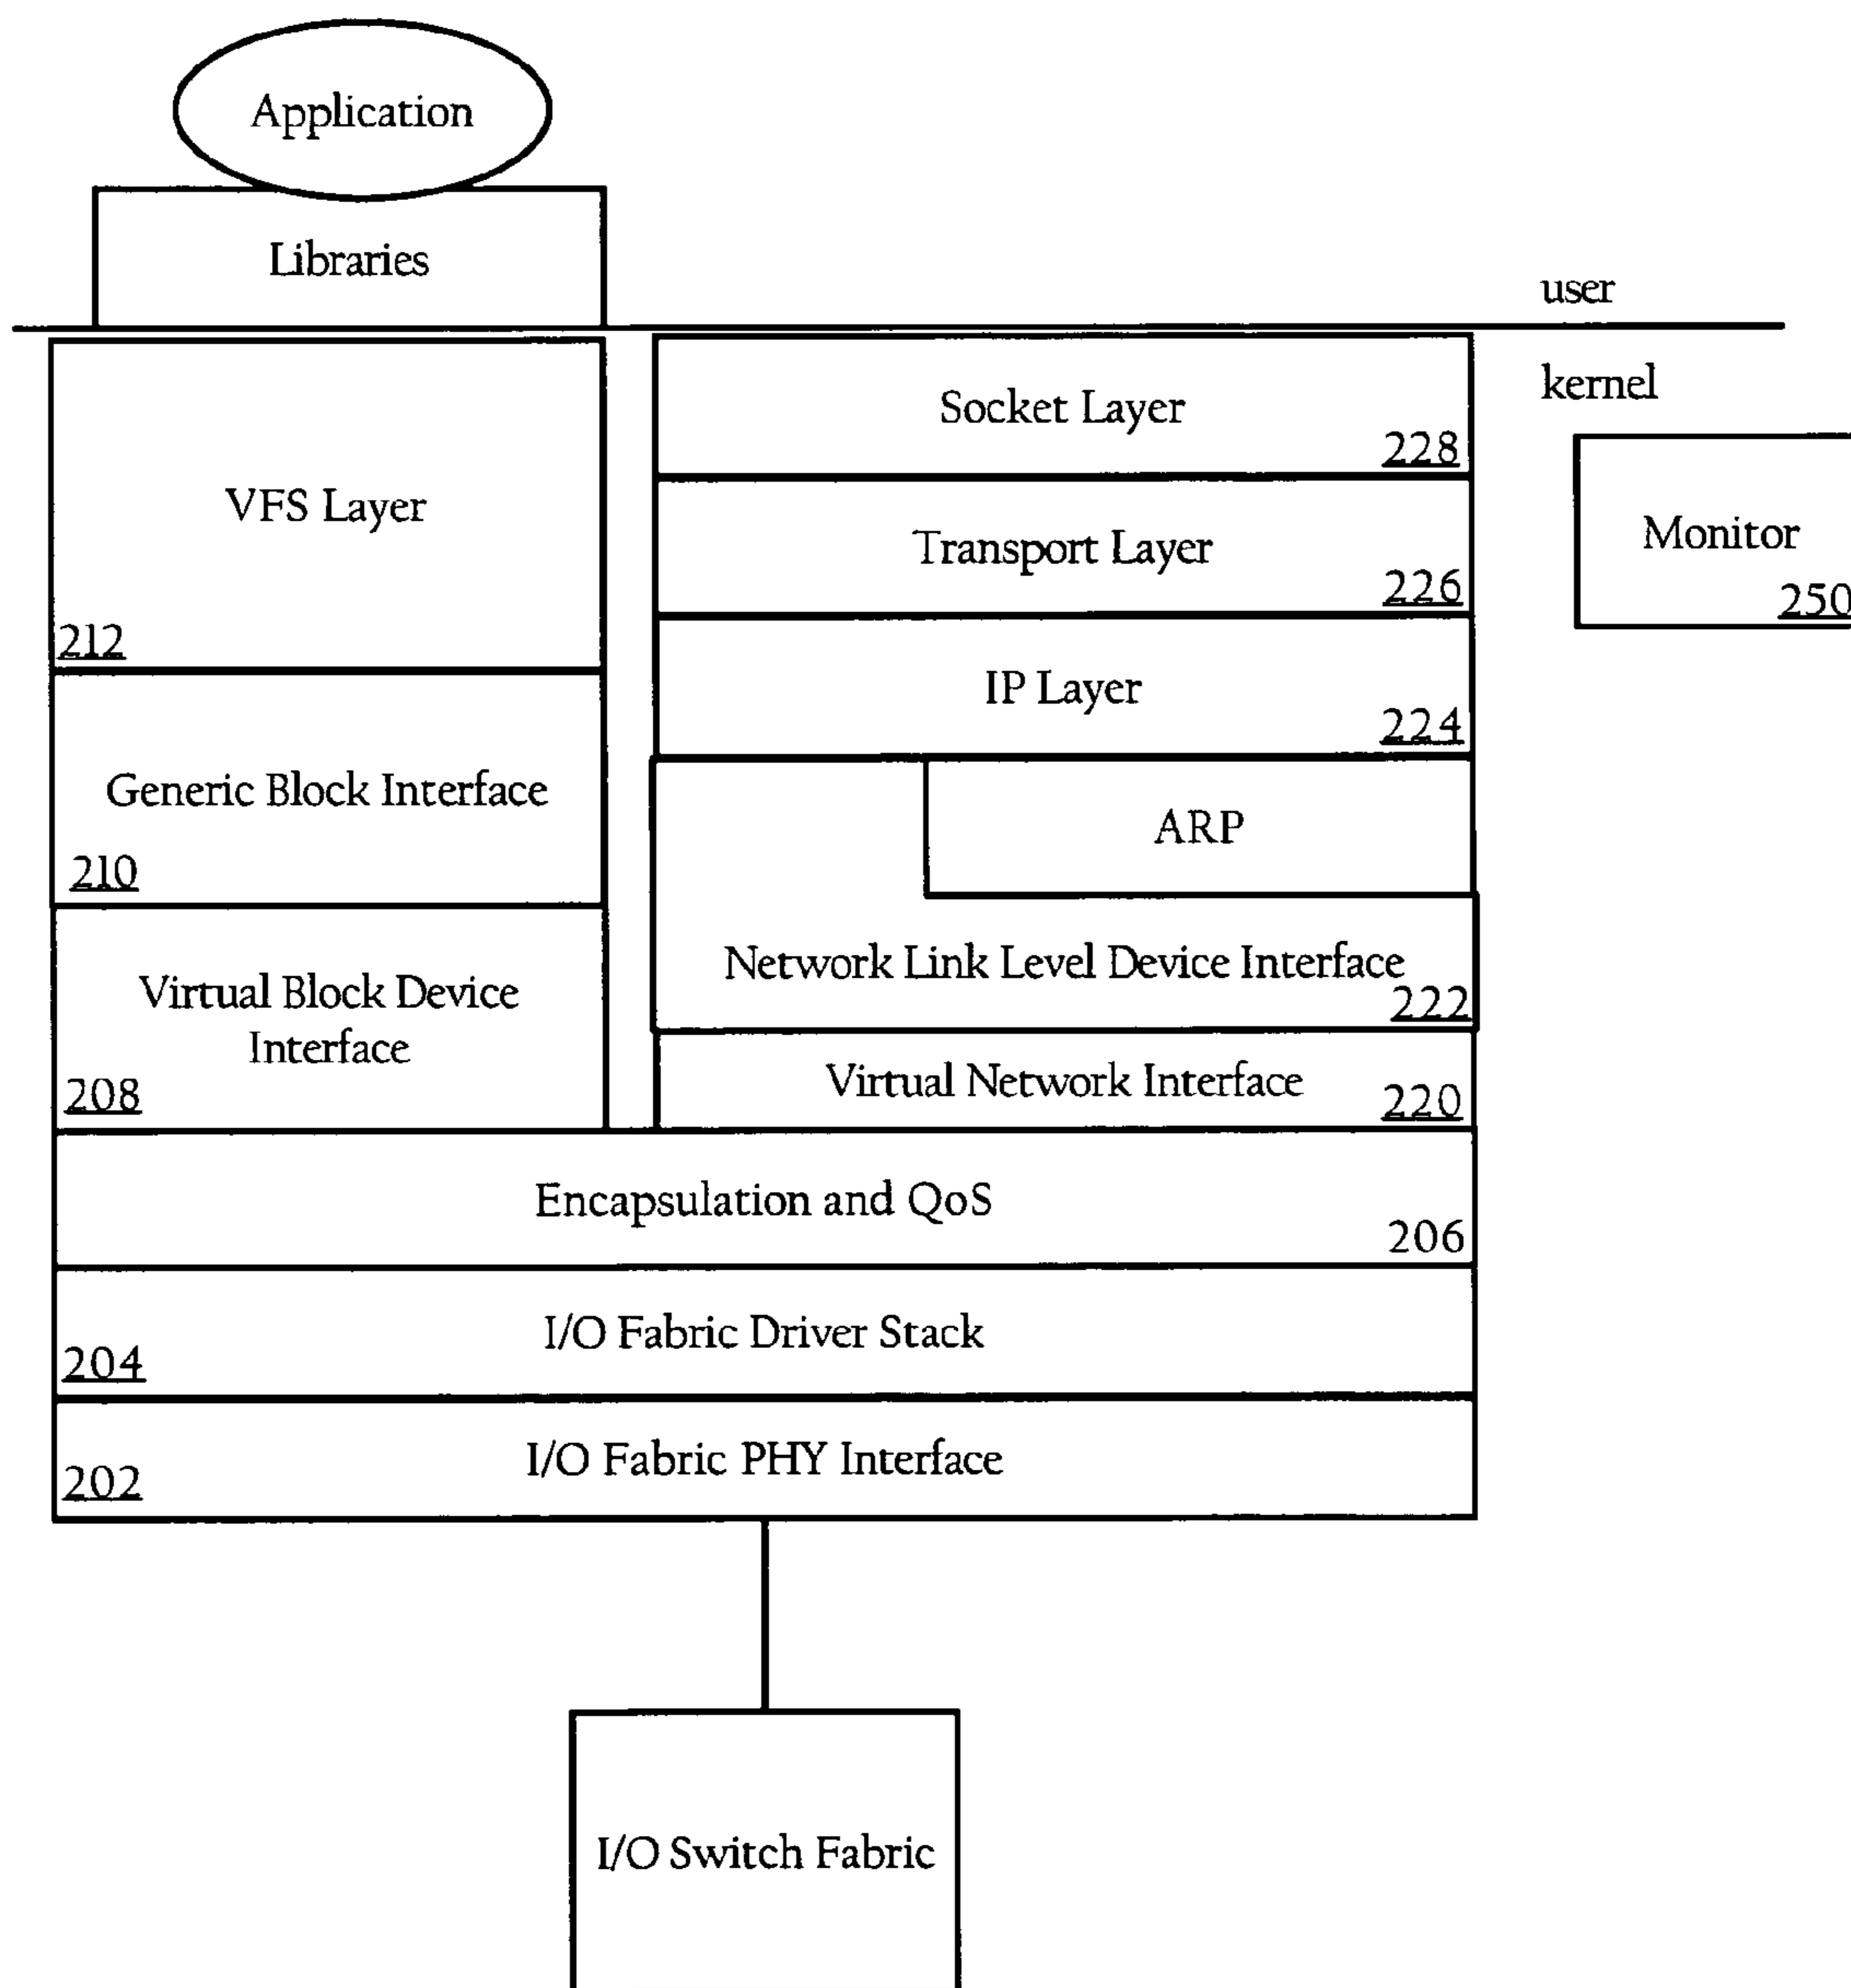 Application
Libraries
user
kernel
VFS Layer
212
Generic Block Interface
210
Virtual Block Device
Interface
208
Socket Layer
228
Transport Layer
226
IP Layer
224
ARP
Network Link Level Device Interface
222
Virtual Network Interface
220
Monitor
250
Encapsulation and QoS
206
I/O Fabric Driver Stack
204
I/O Fabric PHY Interface
202
I/O Switch Fabric